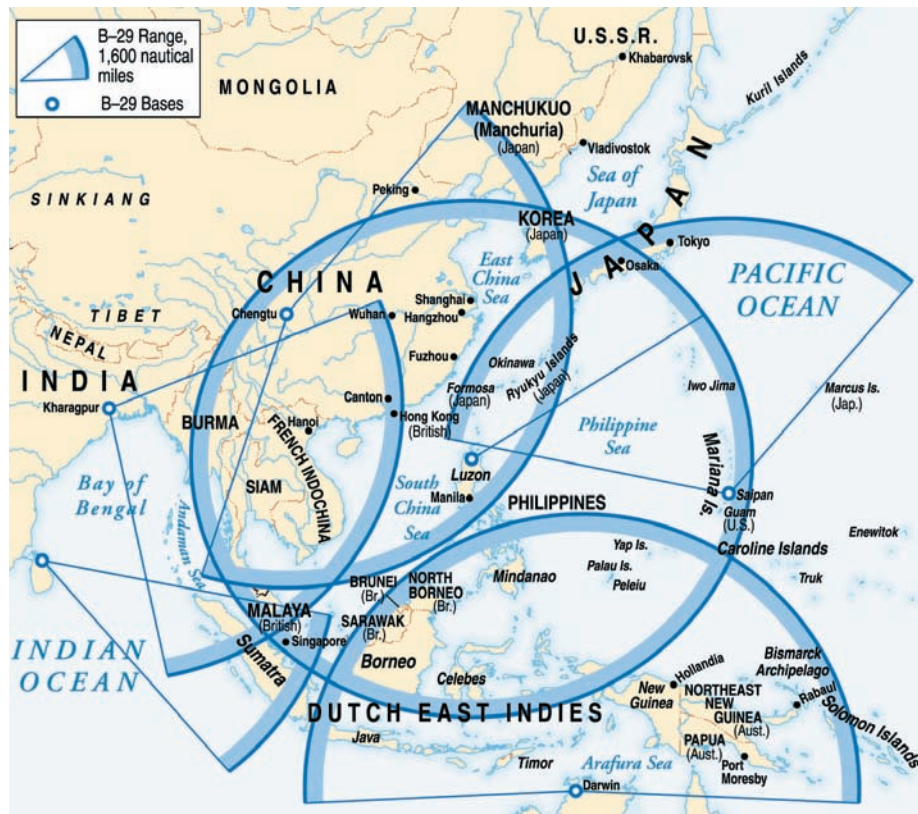 B–29 Range,
1,600 nautical
miles
B–29 Bases
U.S.S.R.
Khabarovsk
Kuril Islands
MONGOLIA
MANCHUKUO
(Manchuria)
(Japan)
Vladivostok
Sea of
Japan
Peking
SINKIANG
KOREA
(Japan)
JAPAN
Tokyo
Osaka
East
China
Sea
PACIFIC
OCEAN
CHINA
Shanghai
Hangzhou
TIBET
Chengtu
Wuhan
NEPAL
Fuzhou
Okinawa
Ryukyu Islands
(Japan)
INDIA
Kharagpur
Formosa
(Japan)
Iwo Jima
Marcus Is.
(Jap.)
Canton
Hong Kong
(British)
BURMA
Hanoi
FRENCH INDOCHINA
Philippine
Sea
Mariana Is.
Bay of
Bengal
SIAM
Luzon
South
China
Sea
Manila
PHILIPPINES
Saipan
Guam
(U.S.)
Andaman Sea
Enewitok
Yap Is.
Caroline Islands
Palau Is.
Peleiu
Truk
Mindanao
BRUNEI
(Br.)
NORTH
BORNEO
(Br.)
MALAYA
(British)
SARAWAK
(Br.)
Singapore
INDIAN
OCEAN
Sumatra
Borneo
Celebes
Bismarck
Archipelago
Hollandia
New
Guinea
NORTHEAST
NEW
GUINEA
(Aust.)
Rabaul
Solomon Islands
DUTCH EAST INDIES
Java
PAPUA
(Aust.)
Timor
Arafura Sea
Port
Moresby
Darwin